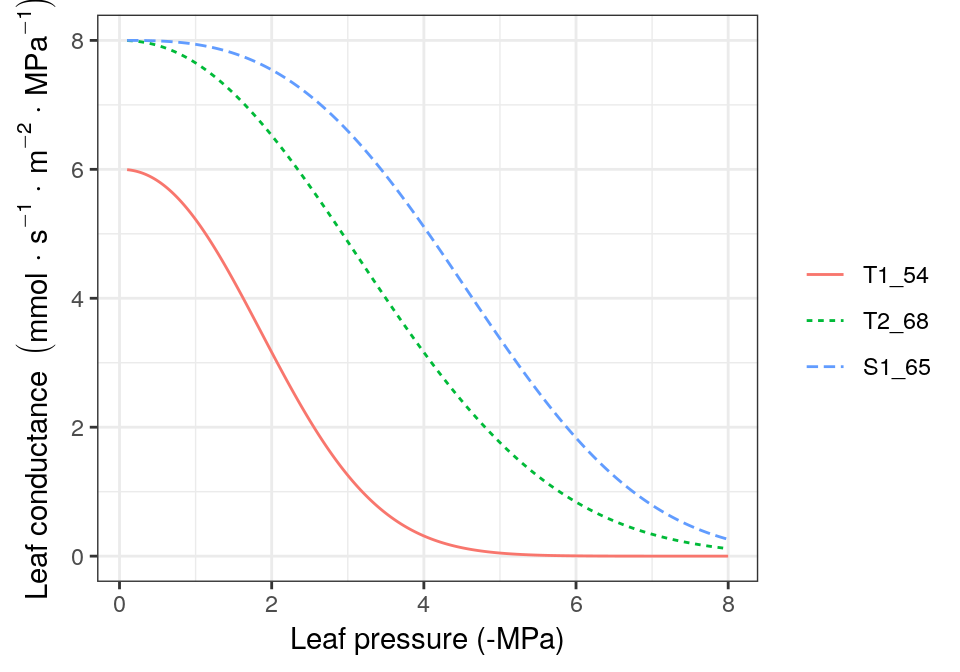 Leaf conductance (mmol · s⁻¹ · m⁻² · MPa⁻¹)
8
6
4
2
0
0 2 4 6 8
Leaf pressure (-MPa)
T1_54
T2_68
S1_65